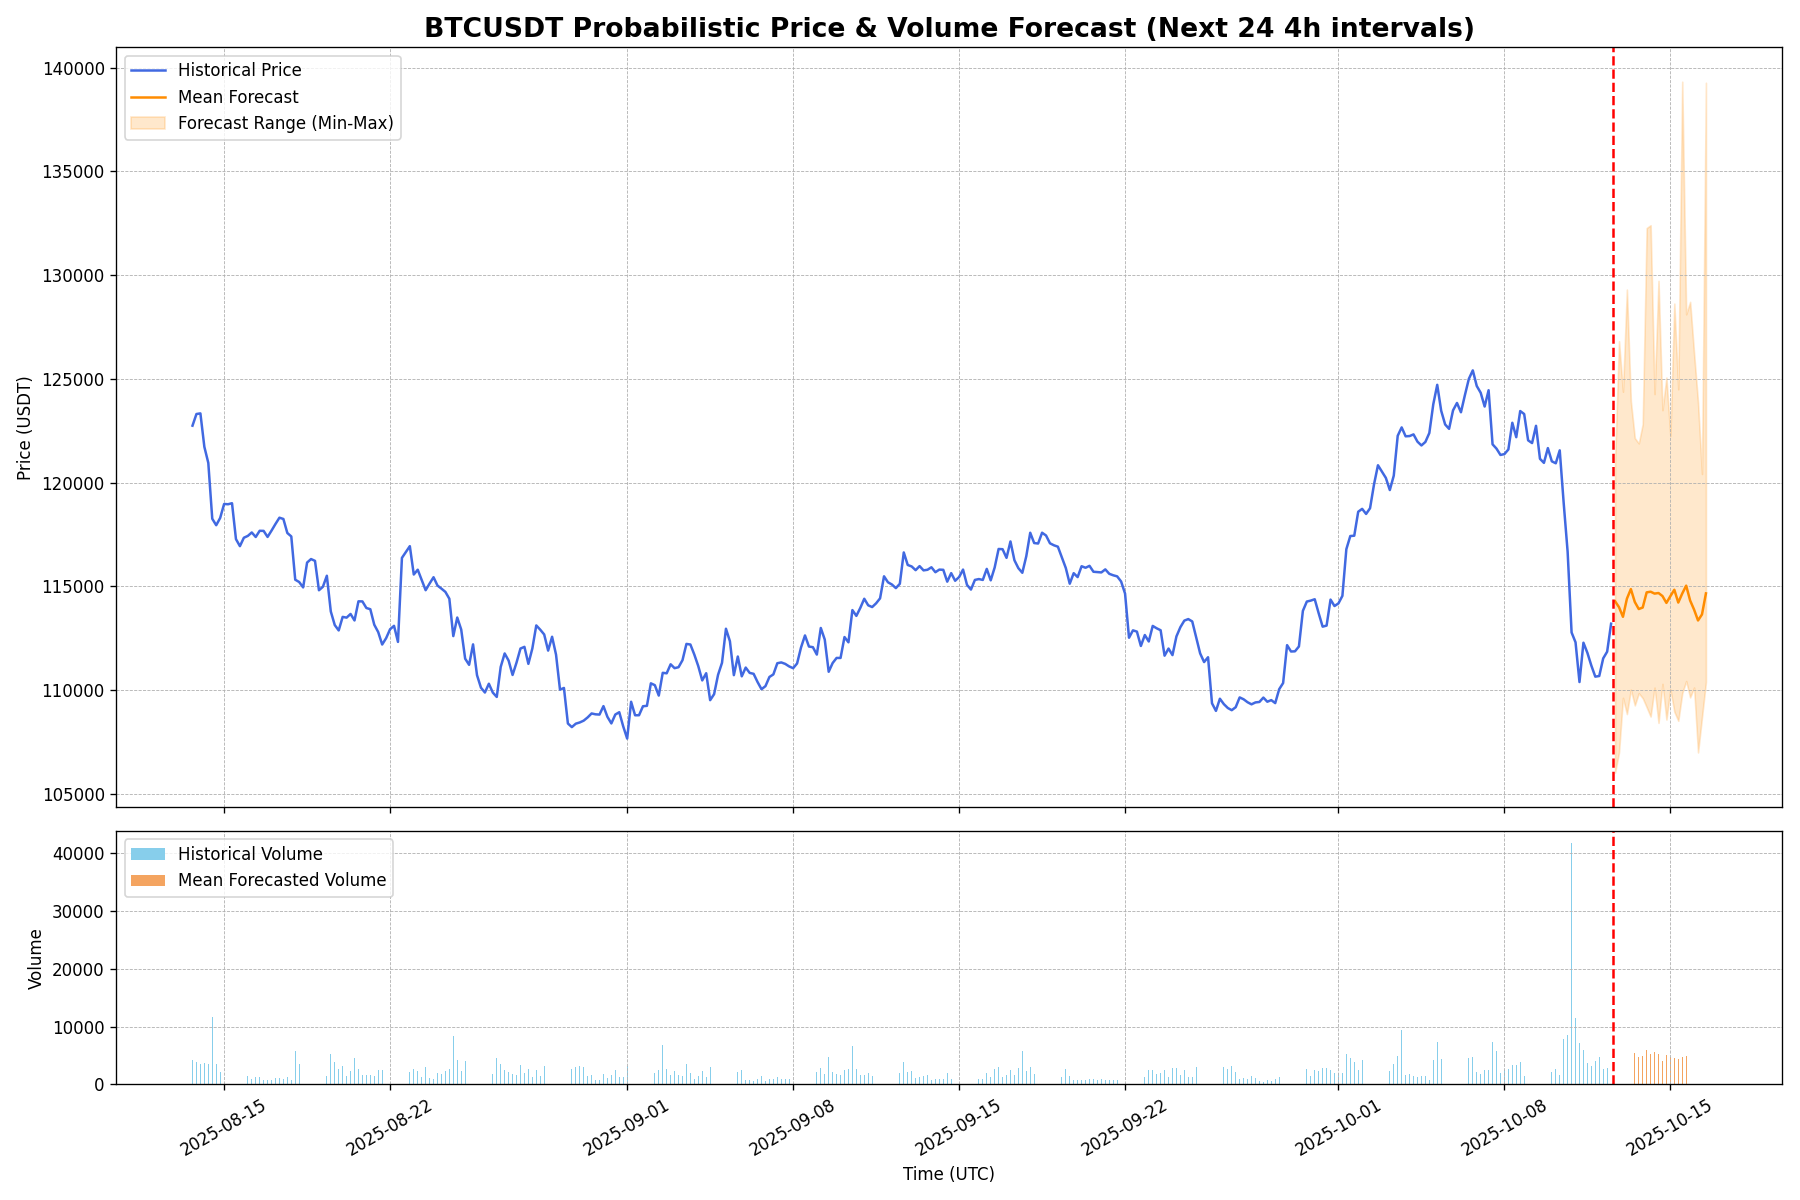 BTCUSDT Probabilistic Price & Volume Forecast (Next 24 4h intervals)
Historical Price
Mean Forecast
Forecast Range (Min-Max)
140000
135000
130000
125000
120000
115000
110000
105000
Price (USDT)
Historical Volume
Mean Forecasted Volume
40000
30000
20000
10000
0
Volume
2025-08-15
2025-08-22
2025-09-01
2025-09-08
2025-09-15
2025-09-22
2025-10-01
2025-10-08
2025-10-15
Time (UTC)